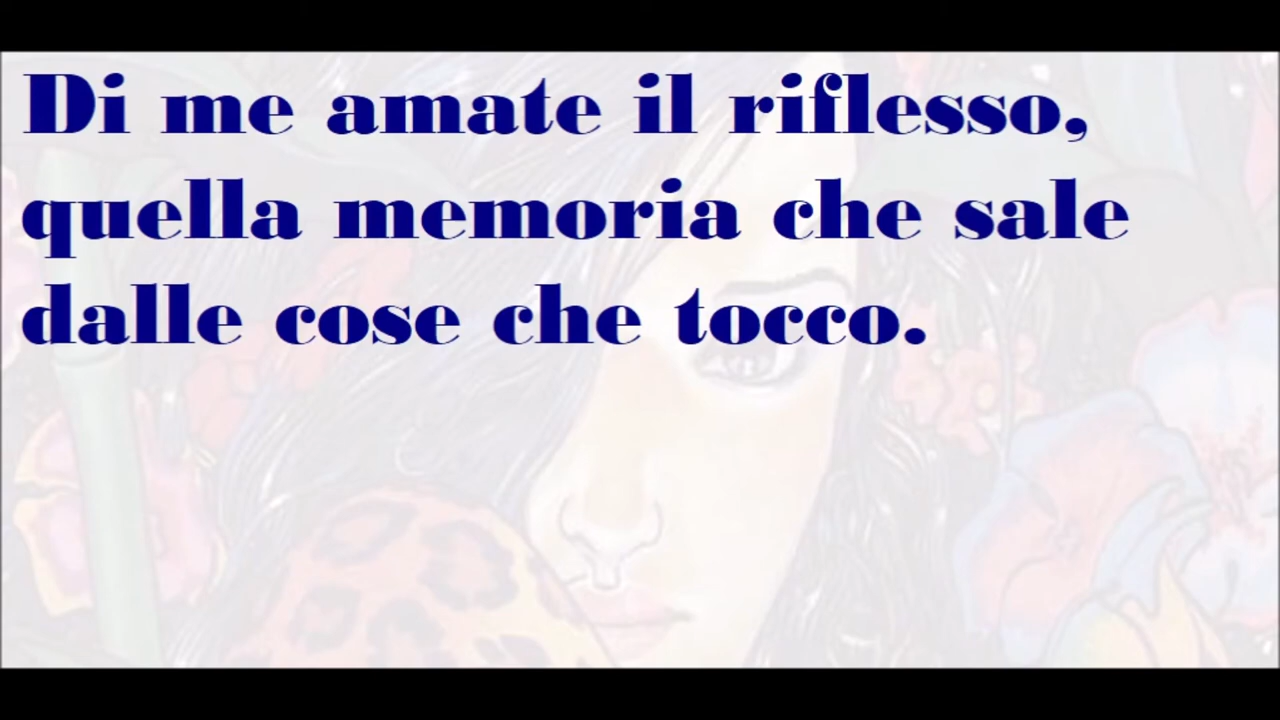 Di me amate il riflesso,
quella memoria che sale
dalle cose che tocco.